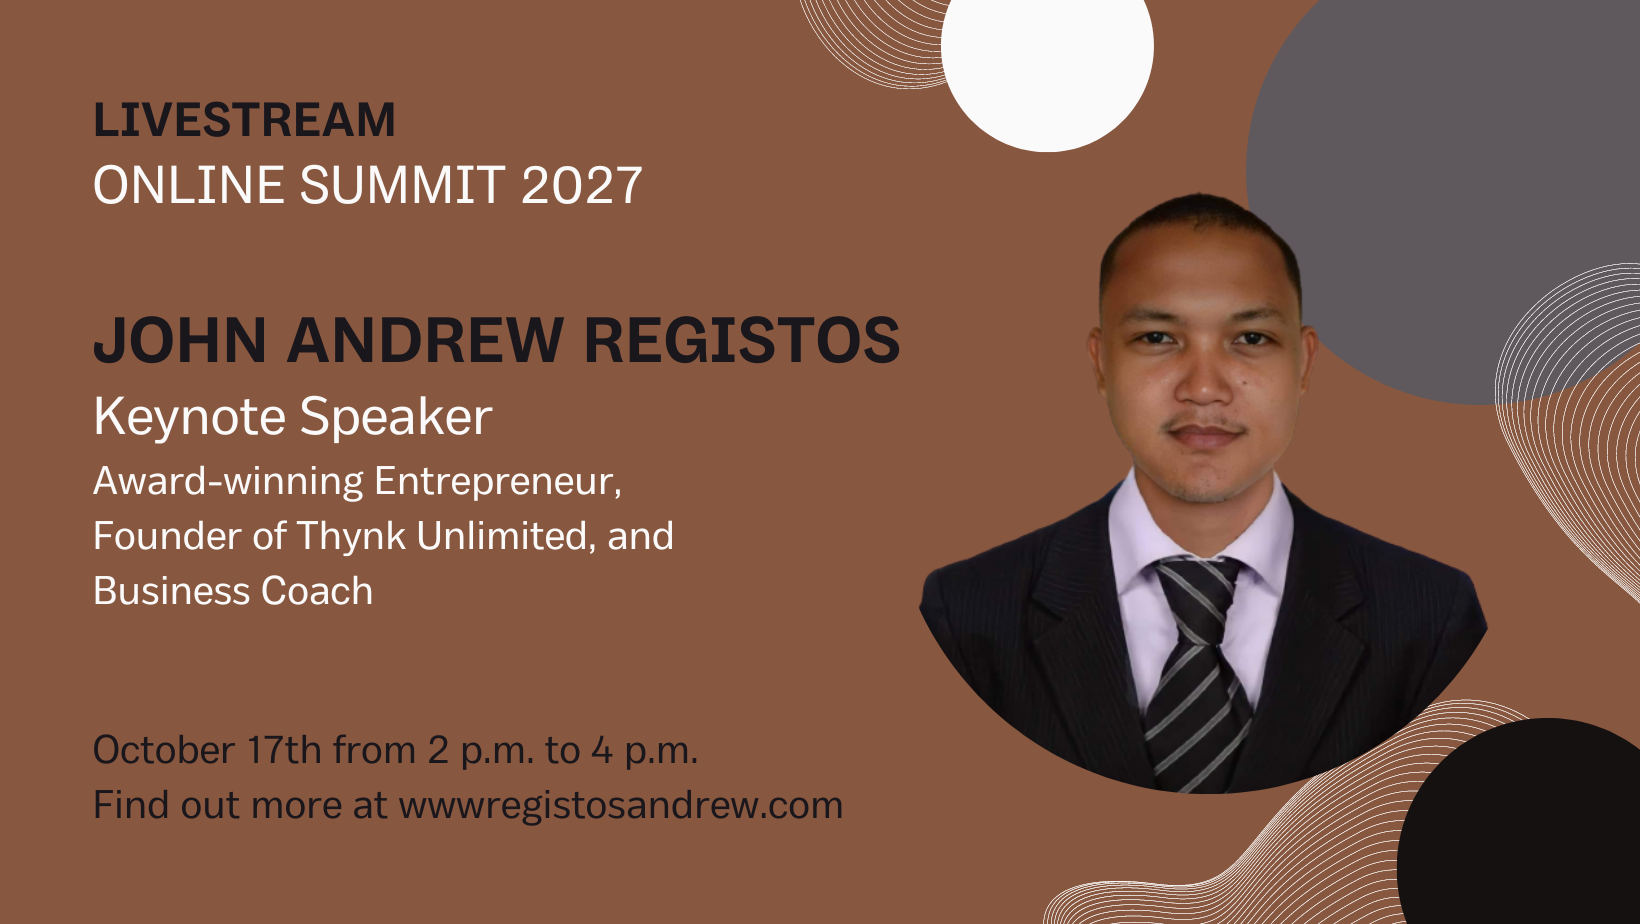 LIVESTREAM
ONLINE SUMMIT 2027
JOHN ANDREW REGISTOS
Keynote Speaker
Award-winning Entrepreneur,
Founder of Thynk Unlimited, and
Business Coach
October 17th from 2 p.m. to 4 p.m.
Find out more at wwwregistosandrew.com